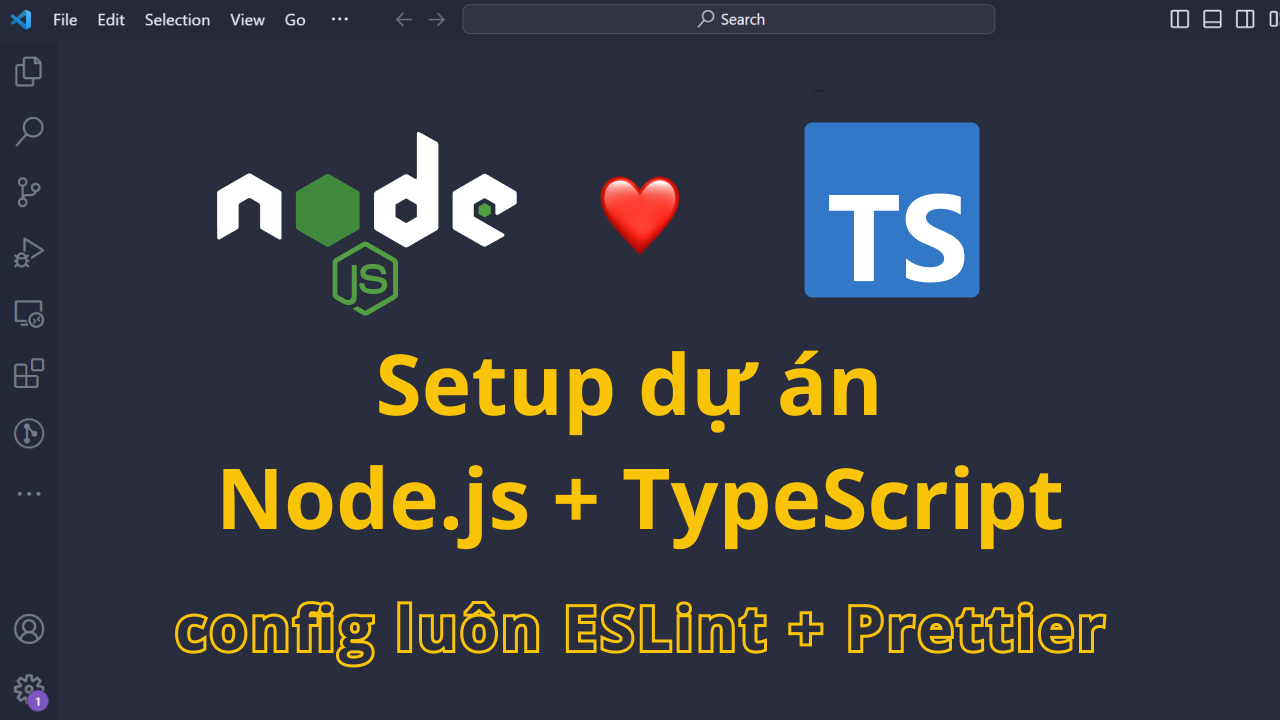 File Edit Selection View Go ··· Search
node
JS
TS
Setup dự án
Node.js + TypeScript
config luôn ESLint + Prettier
1